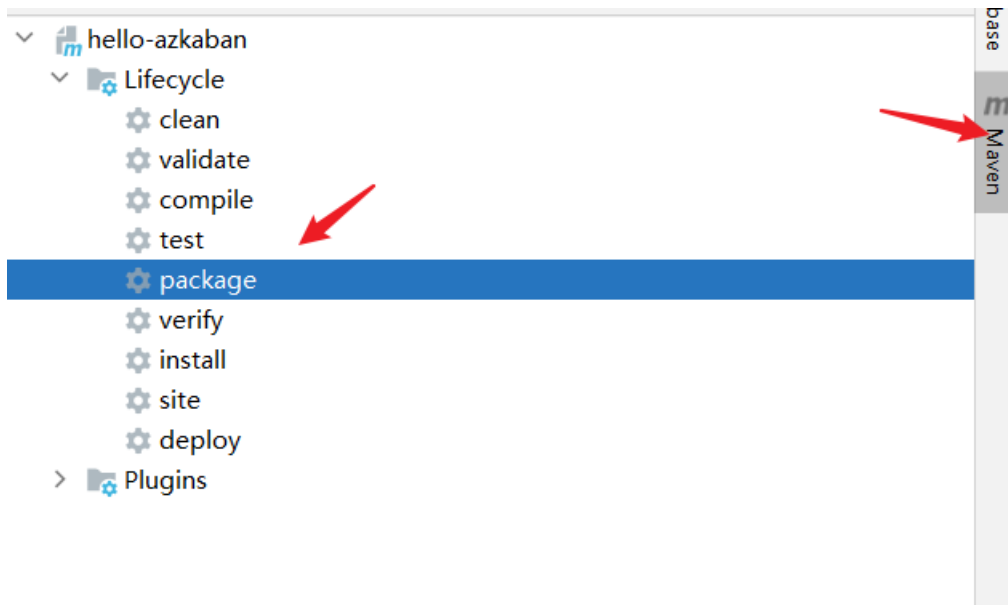 hello-azkaban
Lifecycle
clean
validate
compile
test
package
verify
install
site
deploy
Plugins
base
m
Maven